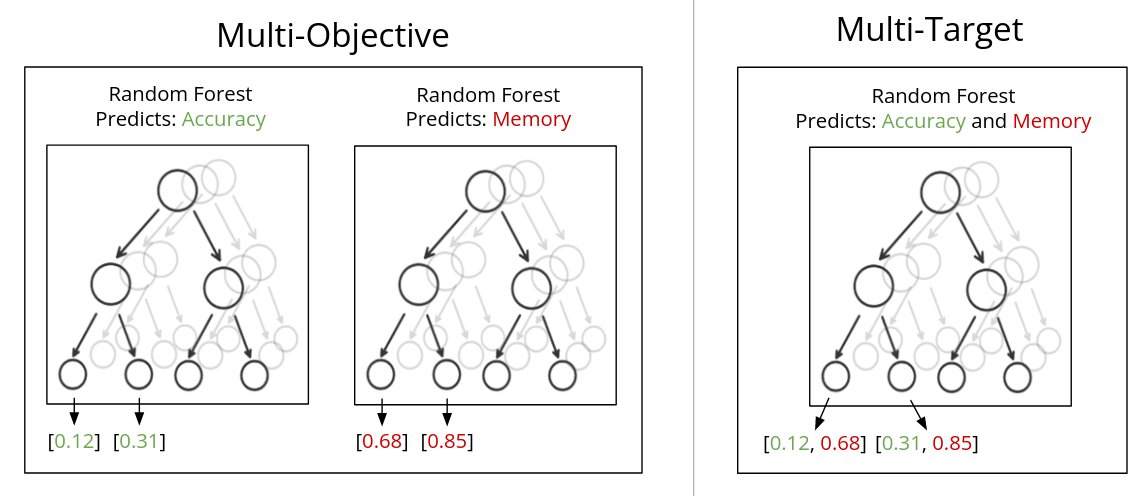 Multi-Objective
Random Forest
Predicts: Accuracy
Random Forest
Predicts: Memory
[0.12] [0.31]
[0.68] [0.85]
Multi-Target
Random Forest
Predicts: Accuracy and Memory
[0.12, 0.68] [0.31, 0.85]